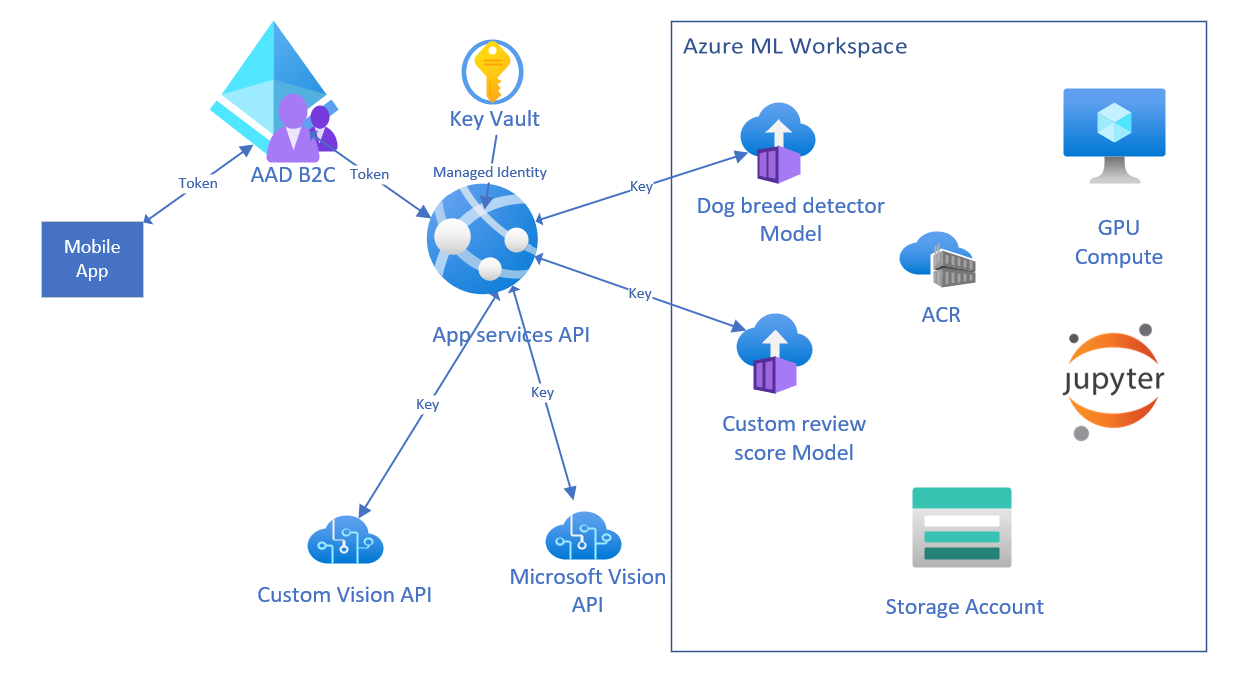 Azure ML Workspace
Key Vault
AAD B2C
Token
Token
Managed Identity
Key
Mobile
App
Dog breed detector
Model
GPU
Compute
Key
ACR
App services API
jupyter
Key
Key
Custom review
score Model
Microsoft Vision
API
Custom Vision API
Storage Account